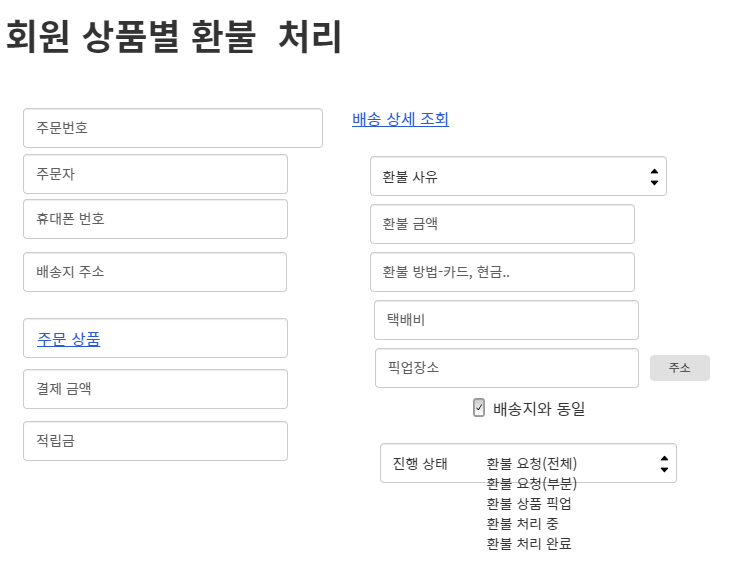 회원 상품별 환불  처리
주문번호
주문자
휴대폰 번호
배송지 주소
주문 상품
결제 금액
적립금
배송 상세 조회
환불 사유
환불 금액
환불 방법-카드, 현금..
택배비
픽업장소
주소
배송지와 동일
진행 상태
환불 요청(전체)
환불 요청(부분)
환불 상품 픽업
환불 처리 중
환불 처리 완료